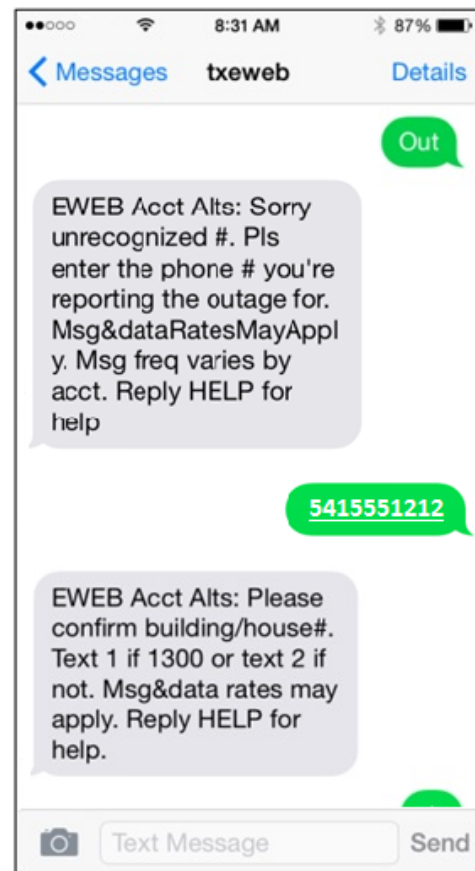 8:31 AM
87%
Messages
txeweb
Details
Out
EWEB Acct Alts: Sorry
unrecognized #. Pls
enter the phone # you're
reporting the outage for.
Msg&dataRatesMayAppl
y. Msg freq varies by
acct. Reply HELP for
help
5415551212
EWEB Acct Alts: Please
confirm building/house#.
Text 1 if 1300 or text 2 if
not. Msg&data rates may
apply. Reply HELP for
help.
Text Message
Send